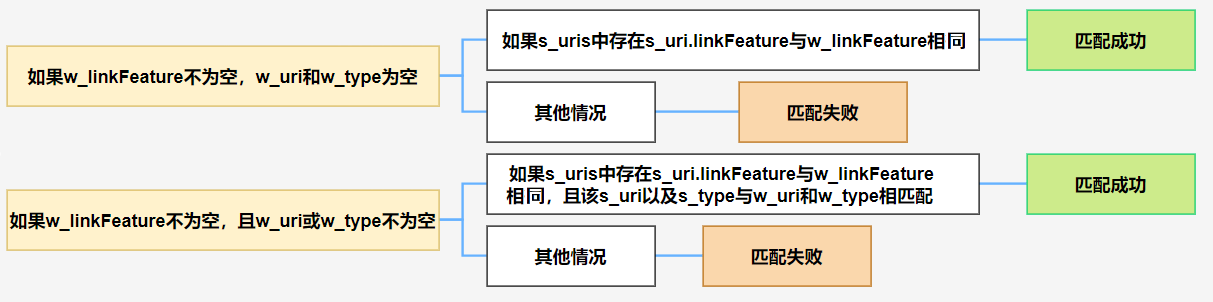 如果w_linkFeature不为空，w_uri和w_type为空
如果s_uris中存在s_uri.linkFeature与w_linkFeature相同
匹配成功
其他情况
匹配失败
如果w_linkFeature不为空，且w_uri或w_type不为空
如果s_uris中存在s_uri.linkFeature与w_linkFeature
相同，且该s_uri以及s_type与w_uri和w_type相匹配
匹配成功
其他情况
匹配失败